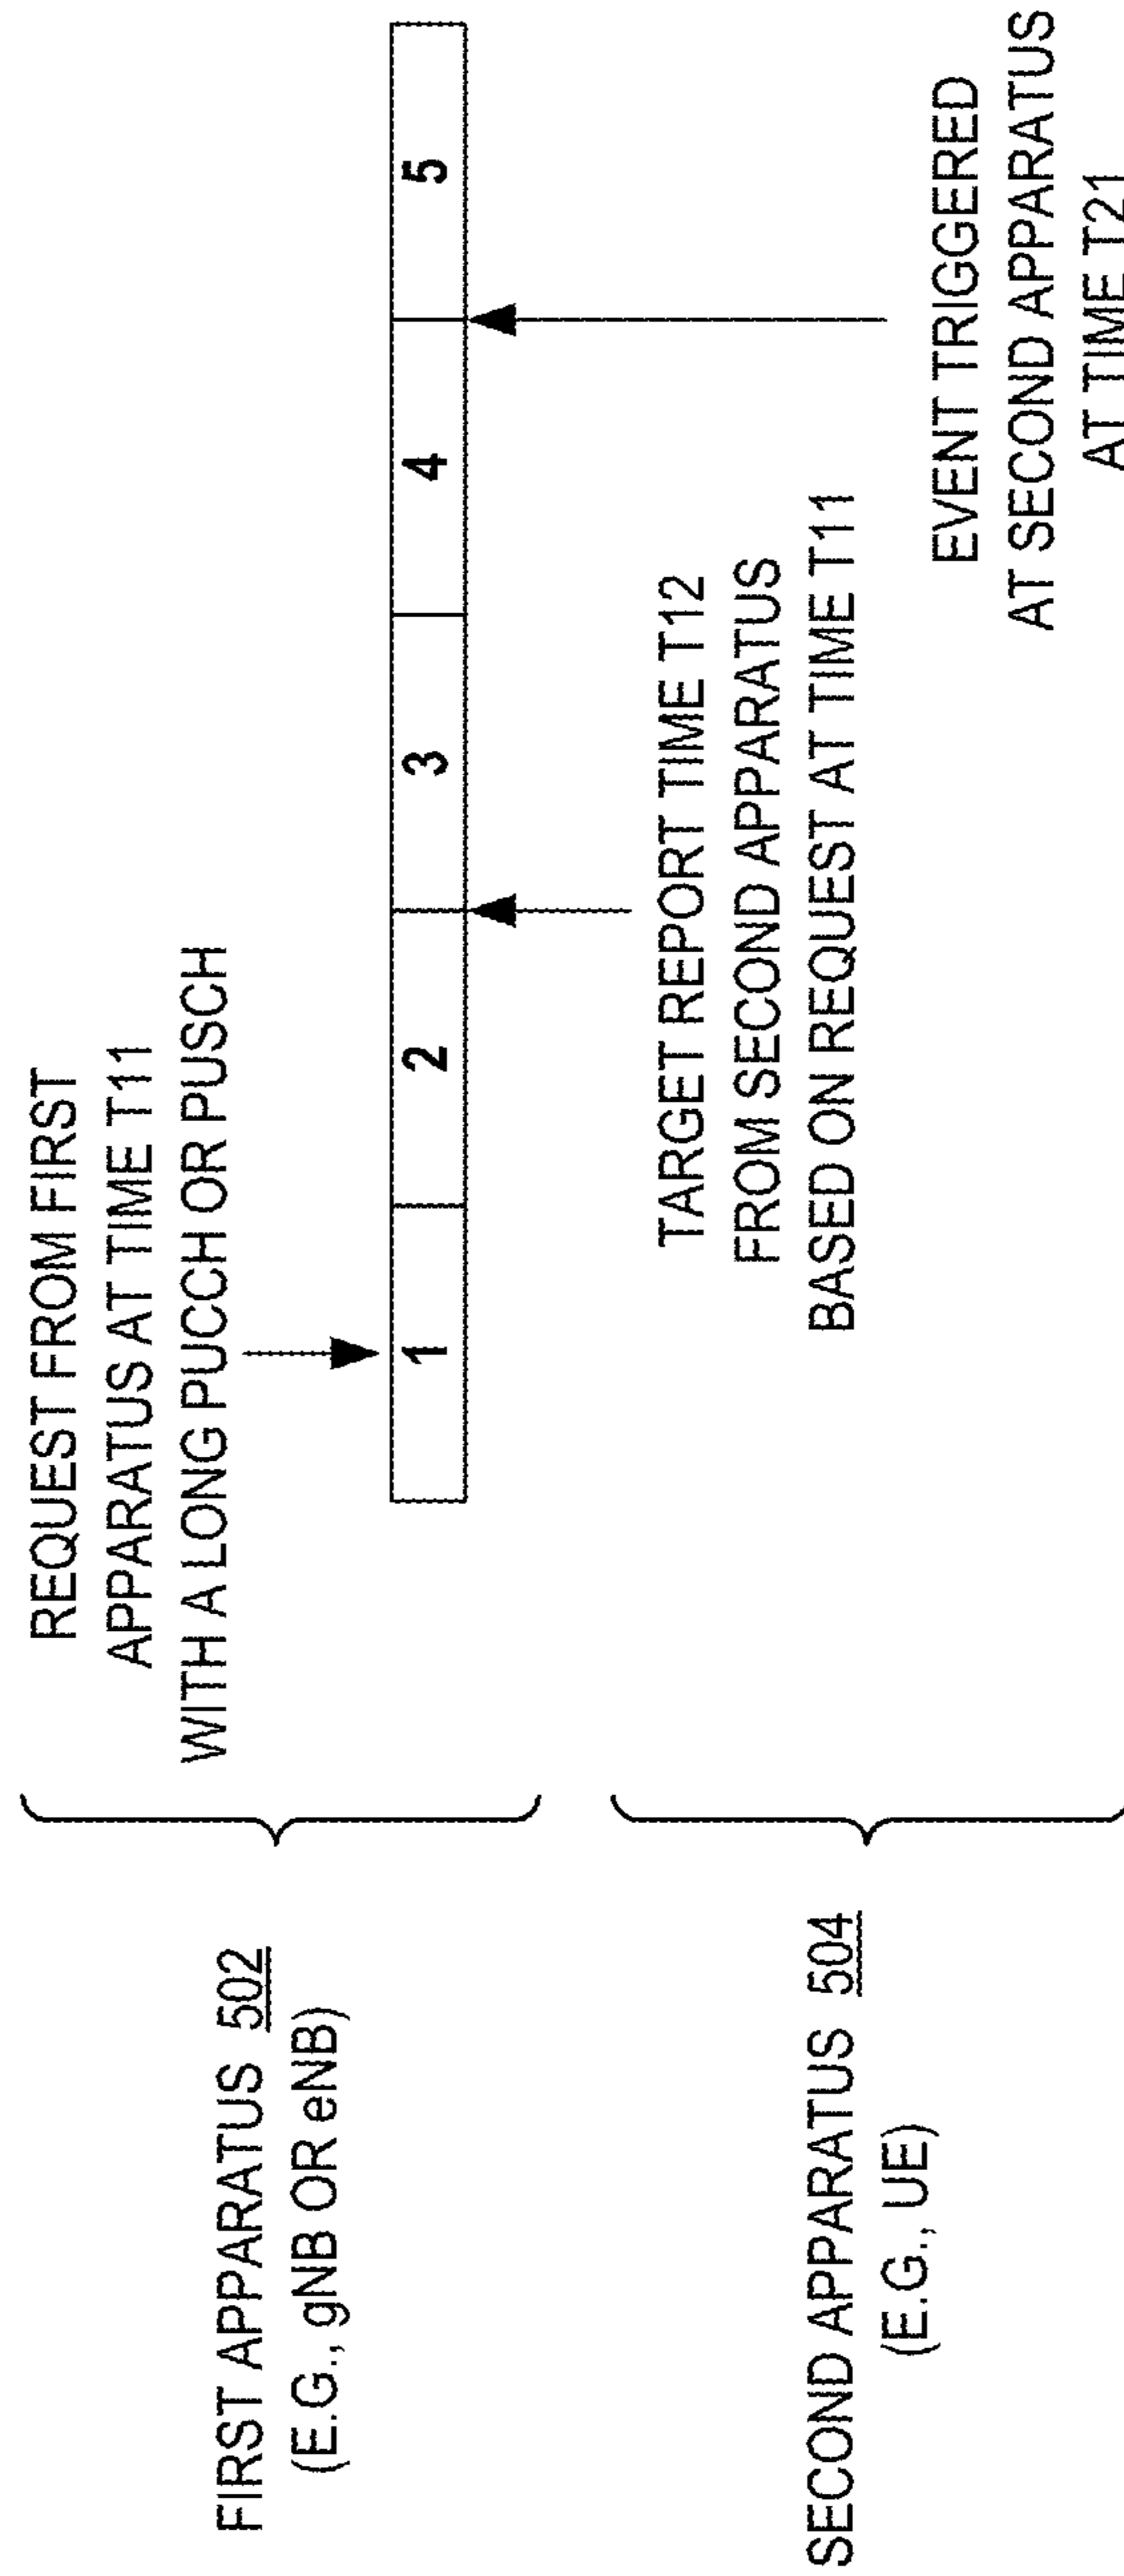 FIRST APPARATUS 502
(E.G., gNB OR eNB)
REQUEST FROM FIRST
APPARATUS AT TIME T11
WITH A LONG PUCCH OR PUSCH
1 2 3 4 5
SECOND APPARATUS 504
(E.G., UE)
TARGET REPORT TIME T12
FROM SECOND APPARATUS
BASED ON REQUEST AT TIME T11
EVENT TRIGGERED
AT SECOND APPARATUS
AT TIME T21